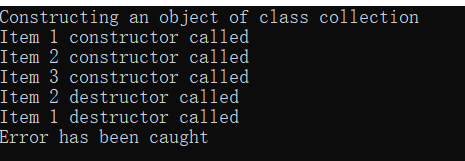 Constructing an object of class collection
Item 1 constructor called
Item 2 constructor called
Item 3 constructor called
Item 2 destructor called
Item 1 destructor called
Error has been caught